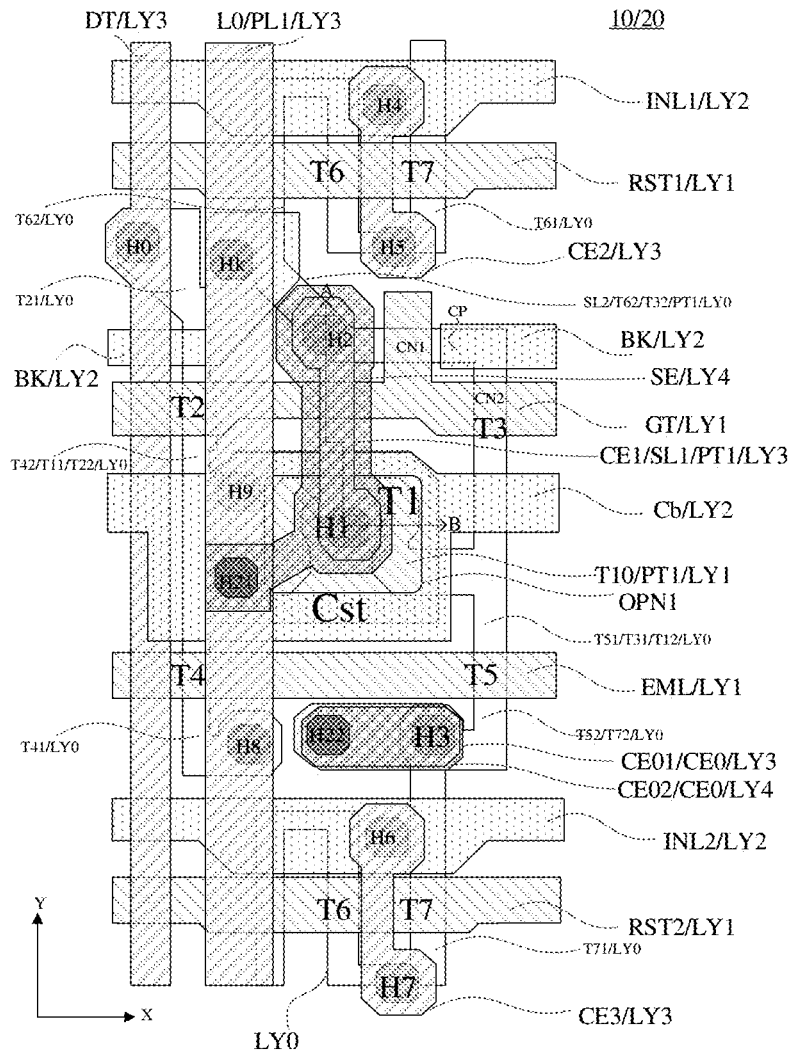 DT/LY3
L0/PL1/LY3
10/20
H4
INL1/LY2
T6
T7
RST1/LY1
T62/LY0
T61/LY0
H0
Hk
H5
CE2/LY3
T21/LY0
A
SL2/T62/T32/PT1/LY0
CP
H2
CN1
BK/LY2
BK/LY2
SE/LY4
T2
CN2
T3
GT/LY1
CE1/SL1/PT1/LY3
T42/T11/T22/LY0
H9
T1
Cb/LY2
H1
B
T10/PT1/LY1
H21
OPN1
Cst
T51/T31/T12/LY0
T4
T5
EML/LY1
T41/LY0
H8
H22
H3
T52/T72/LY0
CE01/CE0/LY3
CE02/CE0/LY4
H6
INL2/LY2
T6
T7
RST2/LY1
Y
T71/LY0
H7
X
LY0
CE3/LY3